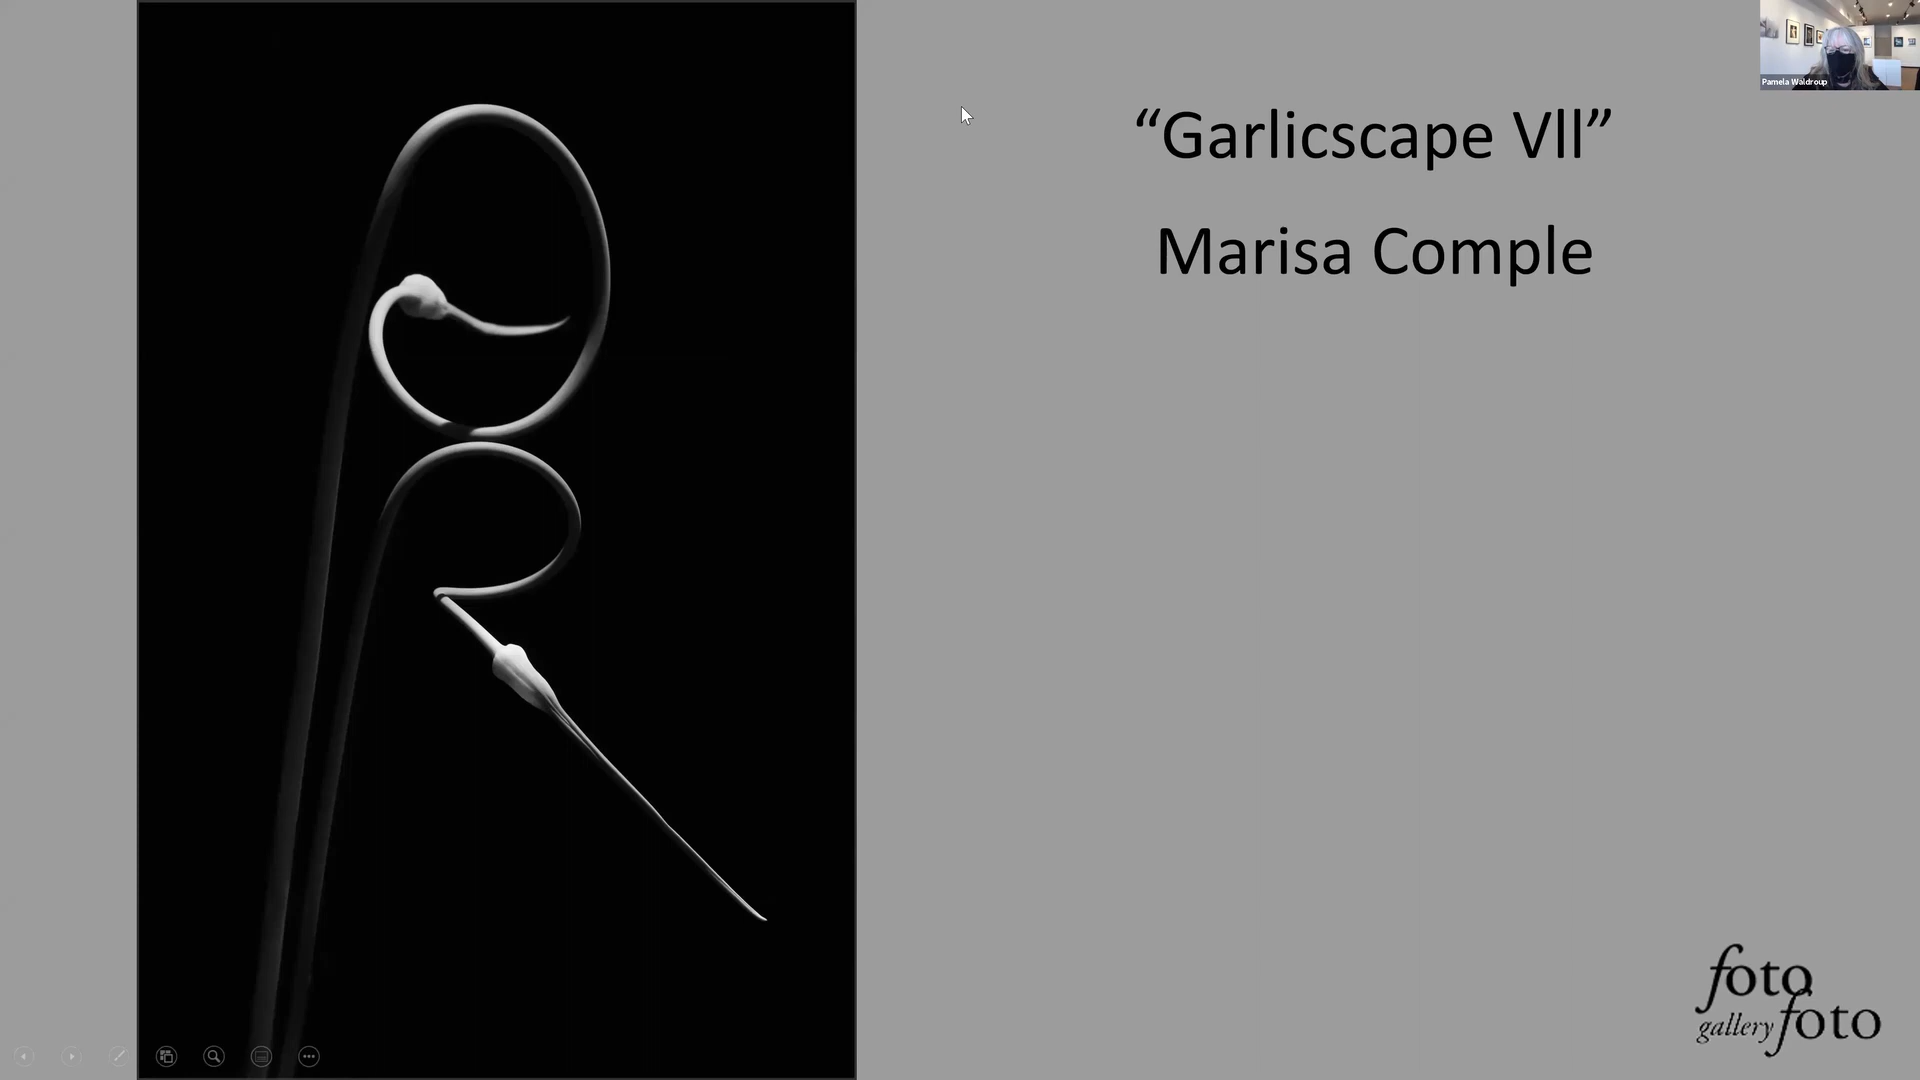 “Garlicscape Vll”
Marisa Comple
Pamela Waldroup
foto
gallery foto